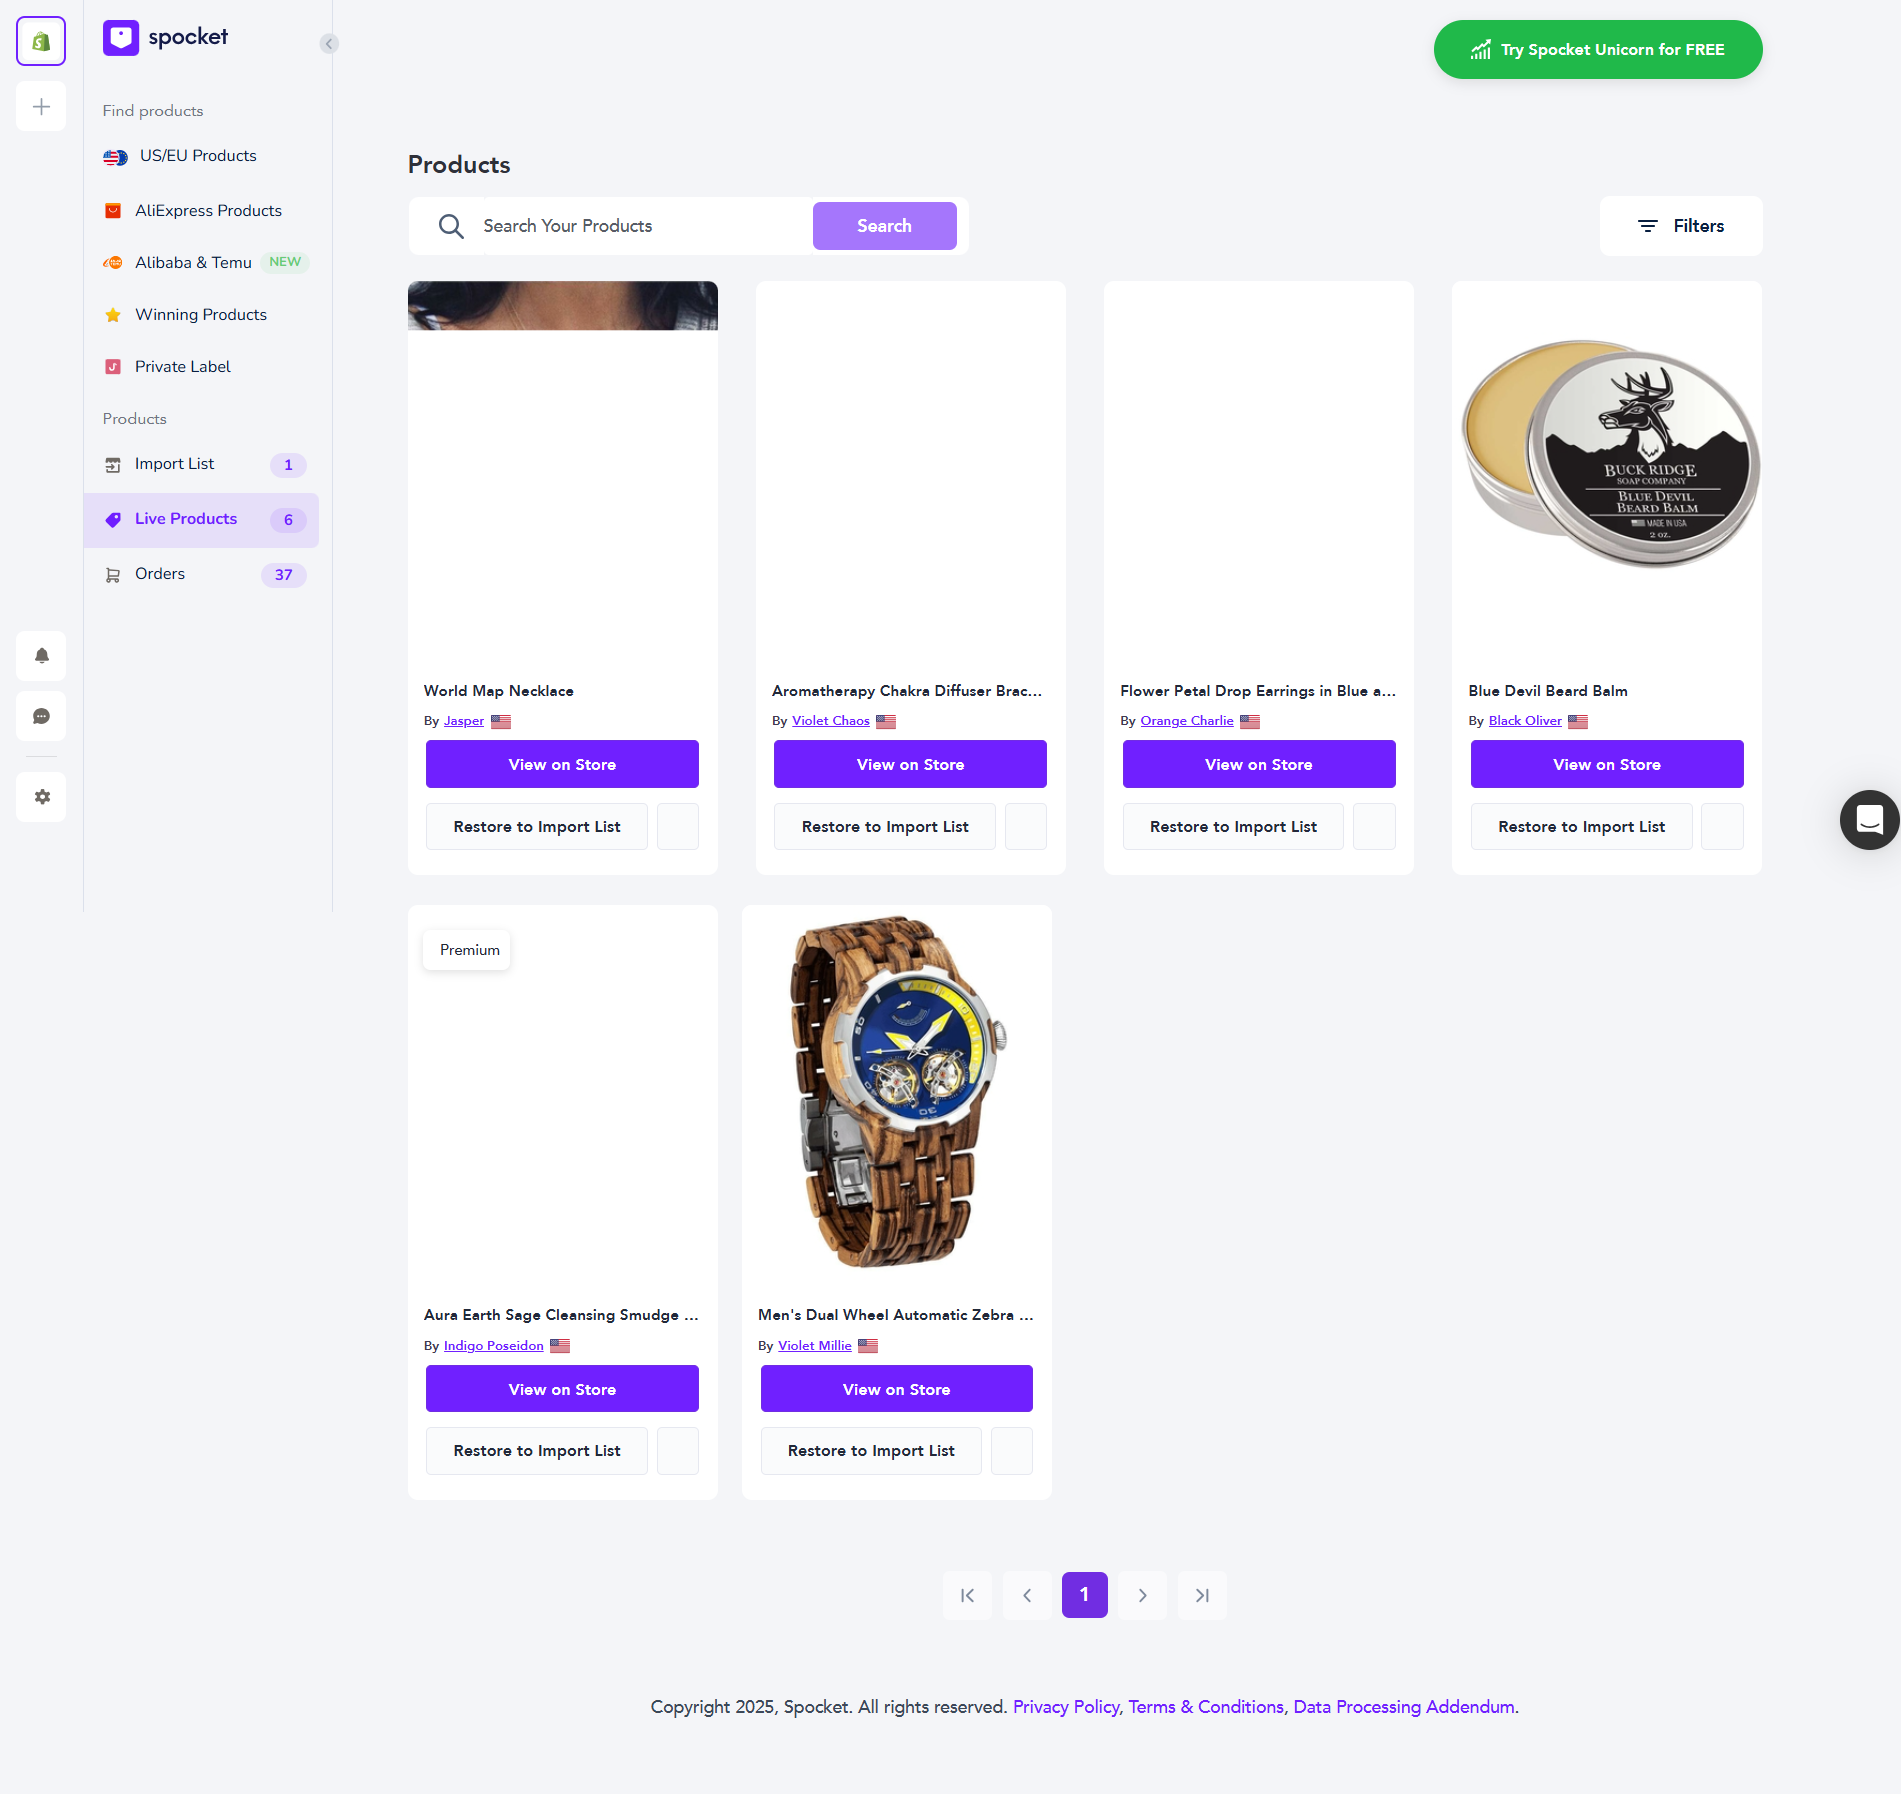 spocket
Try Spocket Unicorn for FREE
Find products
US/EU Products
AliExpress Products
Alibaba & Temu NEW
Winning Products
Private Label
Products
Import List 1
Live Products 6
Orders 37
Products
Search Your Products
Search
Filters
BUCK RIDGE
SOAP COMPANY
BLUE DEVIL
BEARD BALM
MADE IN USA
2 OZ.
World Map Necklace
By Jasper
View on Store
Restore to Import List
Aromatherapy Chakra Diffuser Brac...
By Violet Chaos
View on Store
Restore to Import List
Flower Petal Drop Earrings in Blue a...
By Orange Charlie
View on Store
Restore to Import List
Blue Devil Beard Balm
By Black Oliver
View on Store
Restore to Import List
Premium
Aura Earth Sage Cleansing Smudge ...
By Indigo Poseidon
View on Store
Restore to Import List
50
30
Men's Dual Wheel Automatic Zebra ...
By Violet Millie
View on Store
Restore to Import List
1
Copyright 2025, Spocket. All rights reserved. Privacy Policy, Terms & Conditions, Data Processing Addendum.